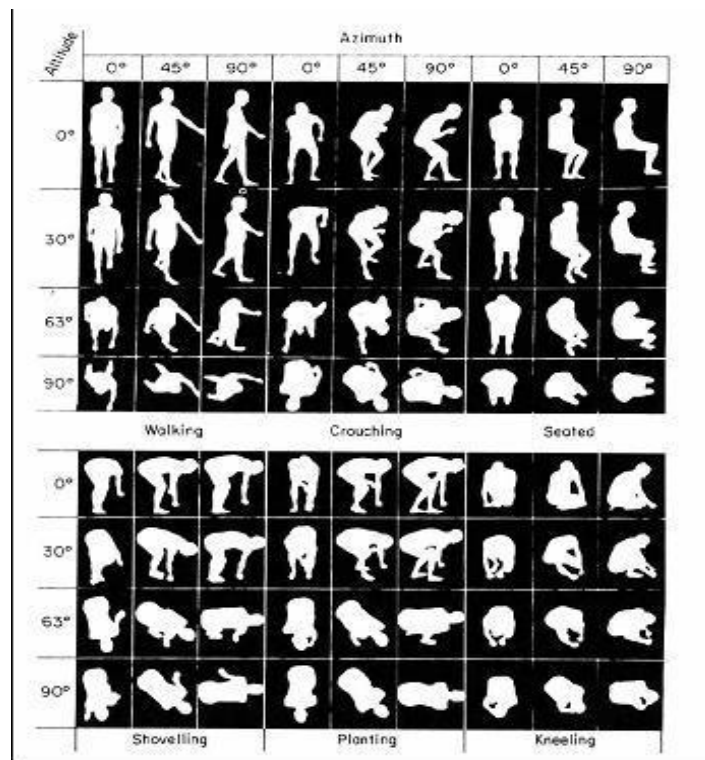 Azimuth
Altitude
0° 45° 90° 0° 45° 90° 0° 45° 90°
0°
30°
63°
90°
Walking Crouching Seated
0°
30°
63°
90°
Shovelling Planting Kneeling